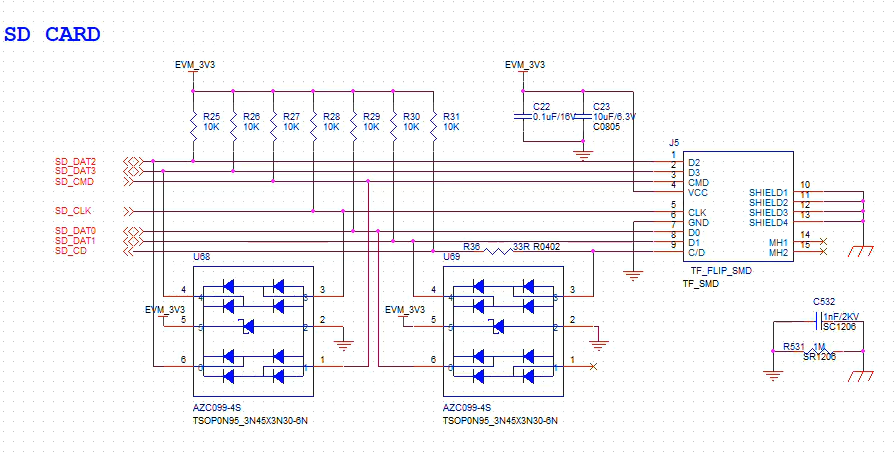 SD CARD
EVM_3V3
EVM_3V3
R25
10K
R26
10K
R27
10K
R28
10K
R29
10K
R30
10K
R31
10K
C22
0.1uF/16V
C23
10uF/6.3V
C0805
J5
SD_DAT2
SD_DAT3
SD_CMD
SD_CLK
SD_DAT0
SD_DAT1
SD_CD
R36
33R R0402
1
2
3
4
5
6
7
8
9
D2
D3
CMD
VCC
CLK
GND
D0
D1
C/D
SHIELD1
SHIELD2
SHIELD3
SHIELD4
MH1
MH2
10
11
12
13
14
15
TF_FLIP_SMD
TF_SMD
U68
EVM_3V3
4
5
6
3
2
1
AZC099-4S
TSOP0N95_3N45X3N30-6N
U69
EVM_3V3
4
5
6
3
2
1
AZC099-4S
TSOP0N95_3N45X3N30-6N
C532
1nF/2KV
SC1206
R531
1M
SR1206